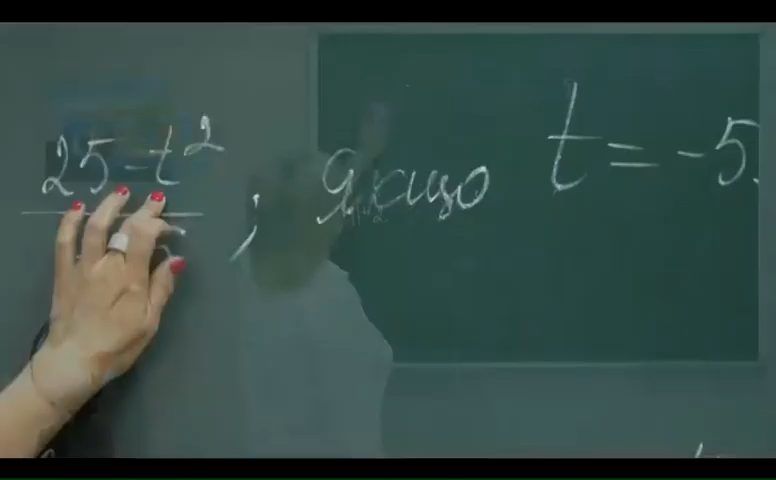 25-t² ; якщо t = -5.